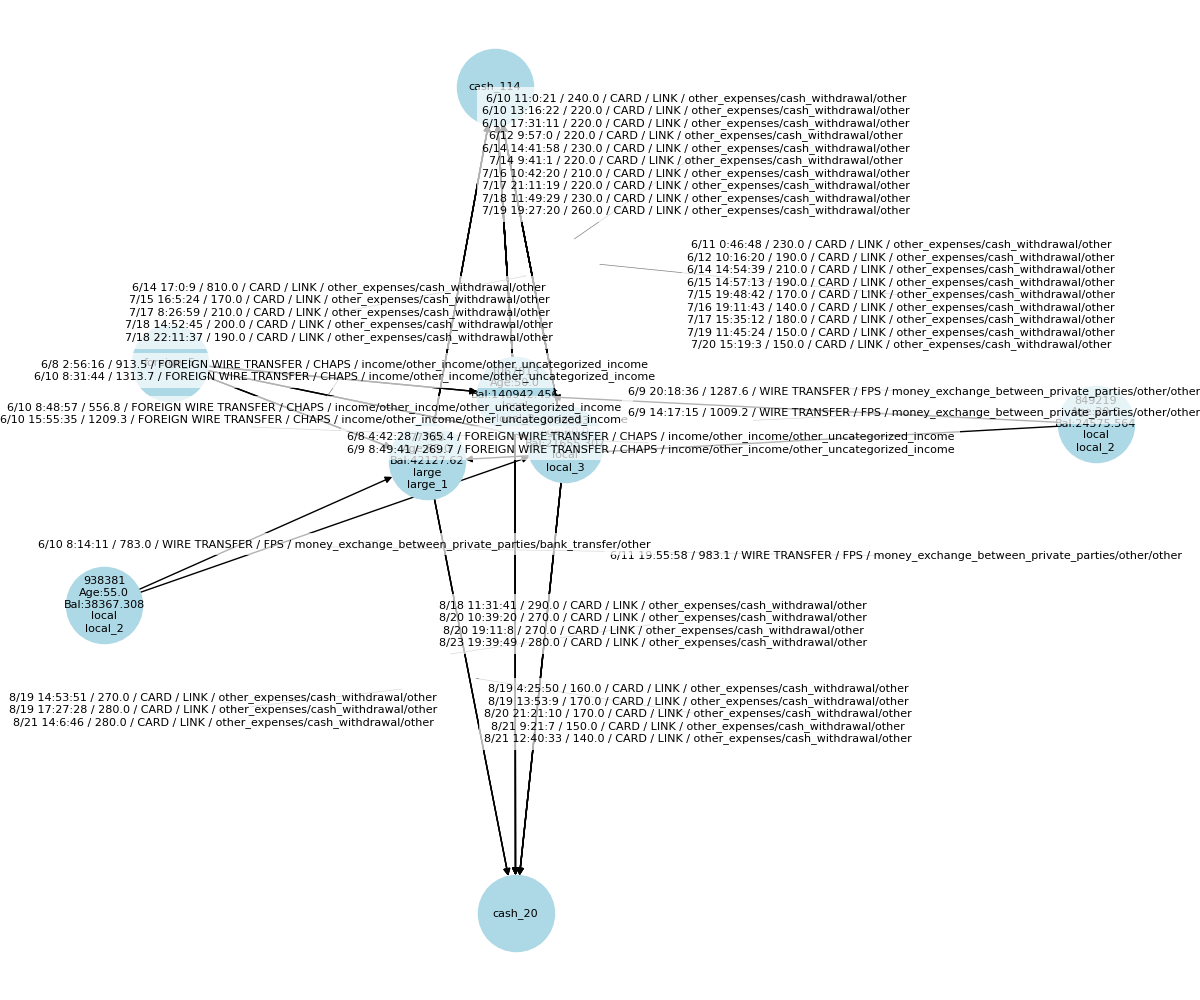 cash_114
6/10 11:0:21 / 240.0 / CARD / LINK / other_expenses/cash_withdrawal/other
6/10 13:16:22 / 220.0 / CARD / LINK / other_expenses/cash_withdrawal/other
6/10 17:31:11 / 220.0 / CARD / LINK / other_expenses/cash_withdrawal/other
6/12 9:57:0 / 220.0 / CARD / LINK / other_expenses/cash_withdrawal/other
6/14 14:41:58 / 230.0 / CARD / LINK / other_expenses/cash_withdrawal/other
7/14 9:41:1 / 220.0 / CARD / LINK / other_expenses/cash_withdrawal/other
7/16 10:42:20 / 210.0 / CARD / LINK / other_expenses/cash_withdrawal/other
7/17 21:11:19 / 220.0 / CARD / LINK / other_expenses/cash_withdrawal/other
7/18 11:49:29 / 230.0 / CARD / LINK / other_expenses/cash_withdrawal/other
7/19 19:27:20 / 260.0 / CARD / LINK / other_expenses/cash_withdrawal/other
6/11 0:46:48 / 230.0 / CARD / LINK / other_expenses/cash_withdrawal/other
6/12 10:16:20 / 190.0 / CARD / LINK / other_expenses/cash_withdrawal/other
6/14 14:54:39 / 210.0 / CARD / LINK / other_expenses/cash_withdrawal/other
6/15 14:57:13 / 190.0 / CARD / LINK / other_expenses/cash_withdrawal/other
7/15 19:48:42 / 170.0 / CARD / LINK / other_expenses/cash_withdrawal/other
7/16 19:11:43 / 140.0 / CARD / LINK / other_expenses/cash_withdrawal/other
7/17 15:35:12 / 180.0 / CARD / LINK / other_expenses/cash_withdrawal/other
7/19 11:45:24 / 150.0 / CARD / LINK / other_expenses/cash_withdrawal/other
7/20 15:19:3 / 150.0 / CARD / LINK / other_expenses/cash_withdrawal/other
6/14 17:0:9 / 810.0 / CARD / LINK / other_expenses/cash_withdrawal/other
7/15 16:5:24 / 170.0 / CARD / LINK / other_expenses/cash_withdrawal/other
7/17 8:26:59 / 210.0 / CARD / LINK / other_expenses/cash_withdrawal/other
7/18 14:52:45 / 200.0 / CARD / LINK / other_expenses/cash_withdrawal/other
7/18 22:11:37 / 190.0 / CARD / LINK / other_expenses/cash_withdrawal/other
6/8 2:56:16 / 913.5 / FOREIGN WIRE TRANSFER / CHAPS / income/other_income/other_uncategorized_income
6/10 8:31:44 / 1313.7 / FOREIGN WIRE TRANSFER / CHAPS / income/other_income/other_uncategorized_income
6/9 20:18:36 / 1287.6 / WIRE TRANSFER / FPS / money_exchange_between_private_parties/other/other
6/10 8:48:57 / 556.8 / FOREIGN WIRE TRANSFER / CHAPS / income/other_income/other_uncategorized_income
6/10 15:55:35 / 1209.3 / FOREIGN WIRE TRANSFER / CHAPS / income/other_income/other_uncategorized_income
6/9 14:17:15 / 1009.2 / WIRE TRANSFER / FPS / money_exchange_between_private_parties/other/other
849219
Bal:24575.564
local
local_2
6/8 4:42:28 / 365.4 / FOREIGN WIRE TRANSFER / CHAPS / income/other_income/other_uncategorized_income
6/9 8:49:41 / 269.7 / FOREIGN WIRE TRANSFER / CHAPS / income/other_income/other_uncategorized_income
Bal:42127.62
large
large_1
local
local_3
6/10 8:14:11 / 783.0 / WIRE TRANSFER / FPS / money_exchange_between_private_parties/bank_transfer/other
6/11 19:55:58 / 983.1 / WIRE TRANSFER / FPS / money_exchange_between_private_parties/other/other
938381
Age:55.0
Bal:38367.308
local
local_2
8/18 11:31:41 / 290.0 / CARD / LINK / other_expenses/cash_withdrawal/other
8/20 10:39:20 / 270.0 / CARD / LINK / other_expenses/cash_withdrawal/other
8/20 19:11:8 / 270.0 / CARD / LINK / other_expenses/cash_withdrawal/other
8/23 19:39:49 / 280.0 / CARD / LINK / other_expenses/cash_withdrawal/other
8/19 14:53:51 / 270.0 / CARD / LINK / other_expenses/cash_withdrawal/other
8/19 17:27:28 / 280.0 / CARD / LINK / other_expenses/cash_withdrawal/other
8/21 14:6:46 / 280.0 / CARD / LINK / other_expenses/cash_withdrawal/other
8/19 4:25:50 / 160.0 / CARD / LINK / other_expenses/cash_withdrawal/other
8/19 13:53:9 / 170.0 / CARD / LINK / other_expenses/cash_withdrawal/other
8/20 21:21:10 / 170.0 / CARD / LINK / other_expenses/cash_withdrawal/other
8/21 9:21:7 / 150.0 / CARD / LINK / other_expenses/cash_withdrawal/other
8/21 12:40:33 / 140.0 / CARD / LINK / other_expenses/cash_withdrawal/other
cash_20